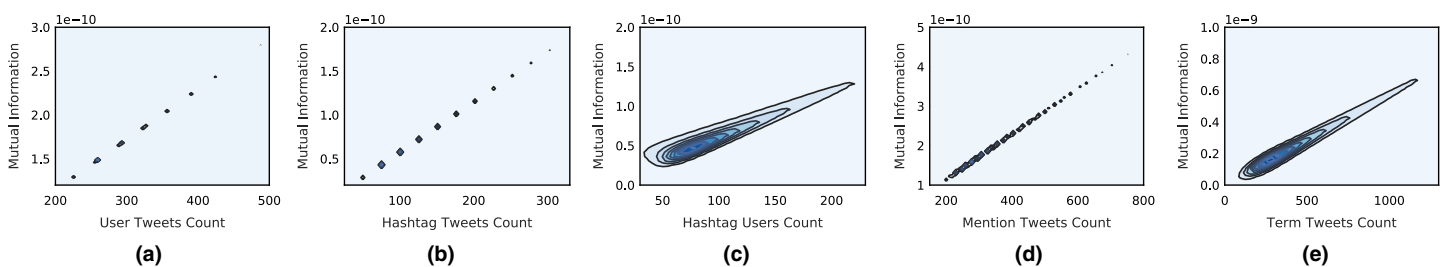 1e−10
3.0
2.5
2.0
1.5
200 300 400 500
Mutual Information
User Tweets Count
(a)
1e−10
2.0
1.5
1.0
0.5
100 200 300
Mutual Information
Hashtag Tweets Count
(b)
1e−10
2.0
1.5
1.0
0.5
0.0
50 100 150 200
Mutual Information
Hashtag Users Count
(c)
1e−10
5
4
3
2
1
200 400 600 800
Mutual Information
Mention Tweets Count
(d)
1e−9
1.0
0.8
0.6
0.4
0.2
0.0
0 500 1000
Mutual Information
Term Tweets Count
(e)